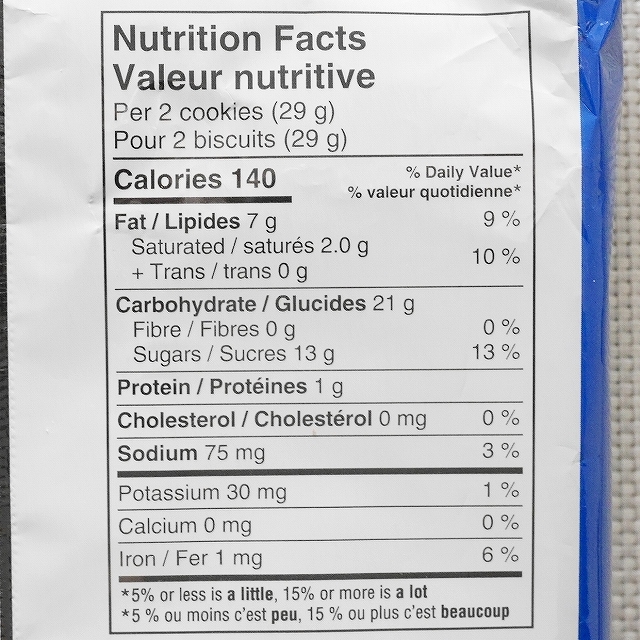 Nutrition Facts
Valeur nutritive
Per 2 cookies (29 g)
Pour 2 biscuits (29 g)
Calories 140
% Daily Value*
% valeur quotidienne*
Fat / Lipides 7 g 9 %
Saturated / saturés 2.0 g
+ Trans / trans 0 g 10 %
Carbohydrate / Glucides 21 g
Fibre / Fibres 0 g 0 %
Sugars / Sucres 13 g 13 %
Protein / Protéines 1 g
Cholesterol / Cholestérol 0 mg 0 %
Sodium 75 mg 3 %
Potassium 30 mg 1 %
Calcium 0 mg 0 %
Iron / Fer 1 mg 6 %
*5% or less is a little, 15% or more is a lot
*5 % ou moins c'est peu, 15 % ou plus c'est beaucoup